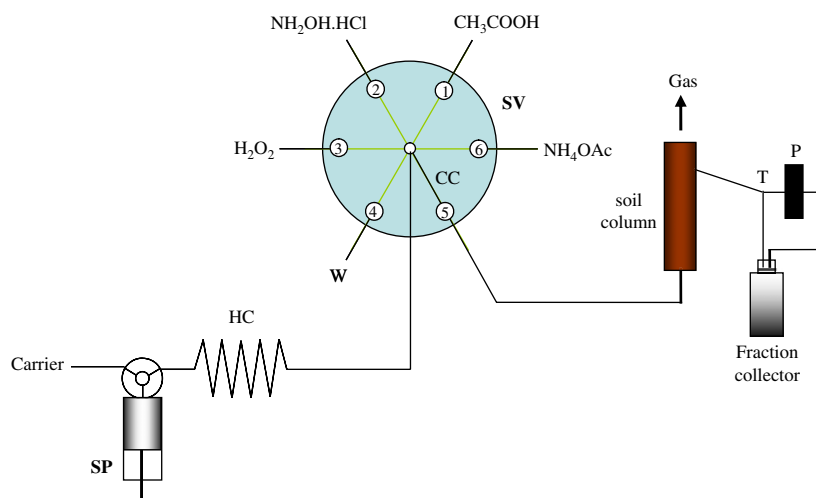 NH₂OH.HCl
CH₃COOH
2
1
SV
Gas
H₂O₂
3
6
NH₄OAc
P
CC
T
soil
column
4
5
W
HC
Carrier
Fraction
collector
SP